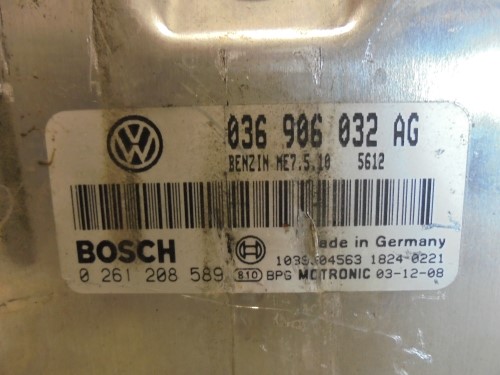 036 906 032 AG
BENZIN ME7.5.10 5612
BOSCH
ade in Germany
0 261 208 589
1824-0221
BPG MOTRONIC 03-12-08